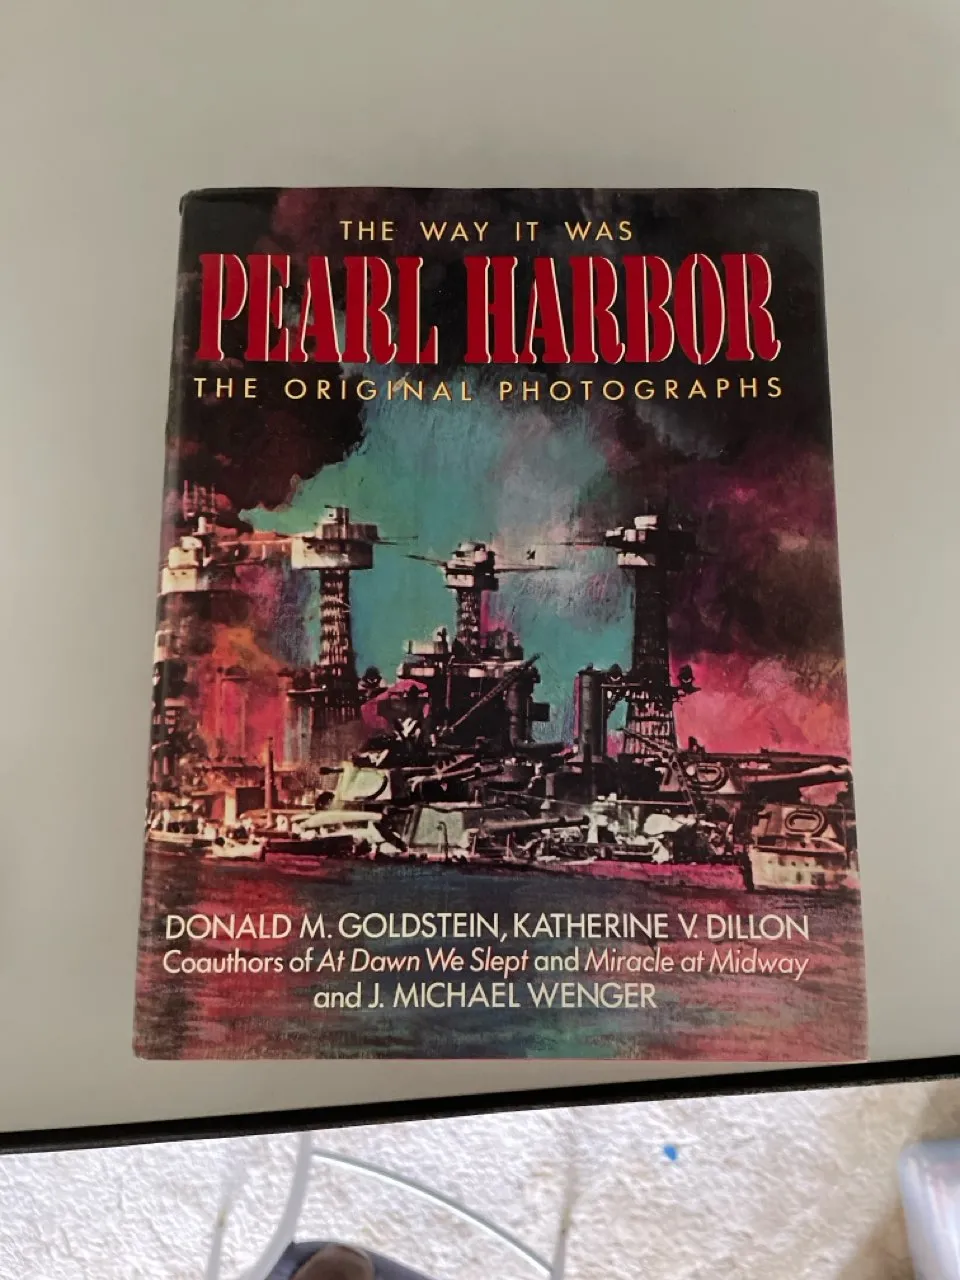 THE WAY IT WAS
PEARL HARBOR
THE ORIGINAL PHOTOGRAPHS
DONALD M. GOLDSTEIN, KATHERINE V. DILLON
Coauthors of At Dawn We Slept and Miracle at Midway
and J. MICHAEL WENGER